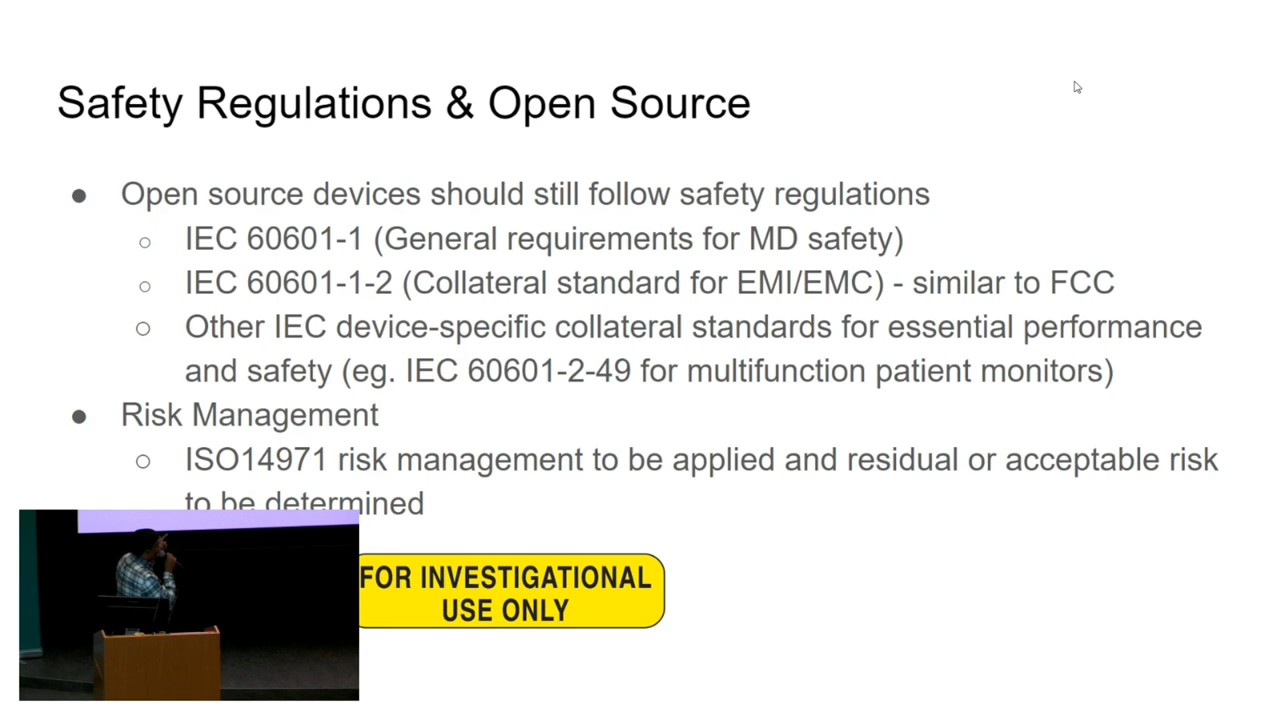 Safety Regulations & Open Source
● Open source devices should still follow safety regulations
○ IEC 60601-1 (General requirements for MD safety)
○ IEC 60601-1-2 (Collateral standard for EMI/EMC) - similar to FCC
○ Other IEC device-specific collateral standards for essential performance
and safety (eg. IEC 60601-2-49 for multifunction patient monitors)
● Risk Management
○ ISO14971 risk management to be applied and residual or acceptable risk
to be determined
FOR INVESTIGATIONAL
USE ONLY